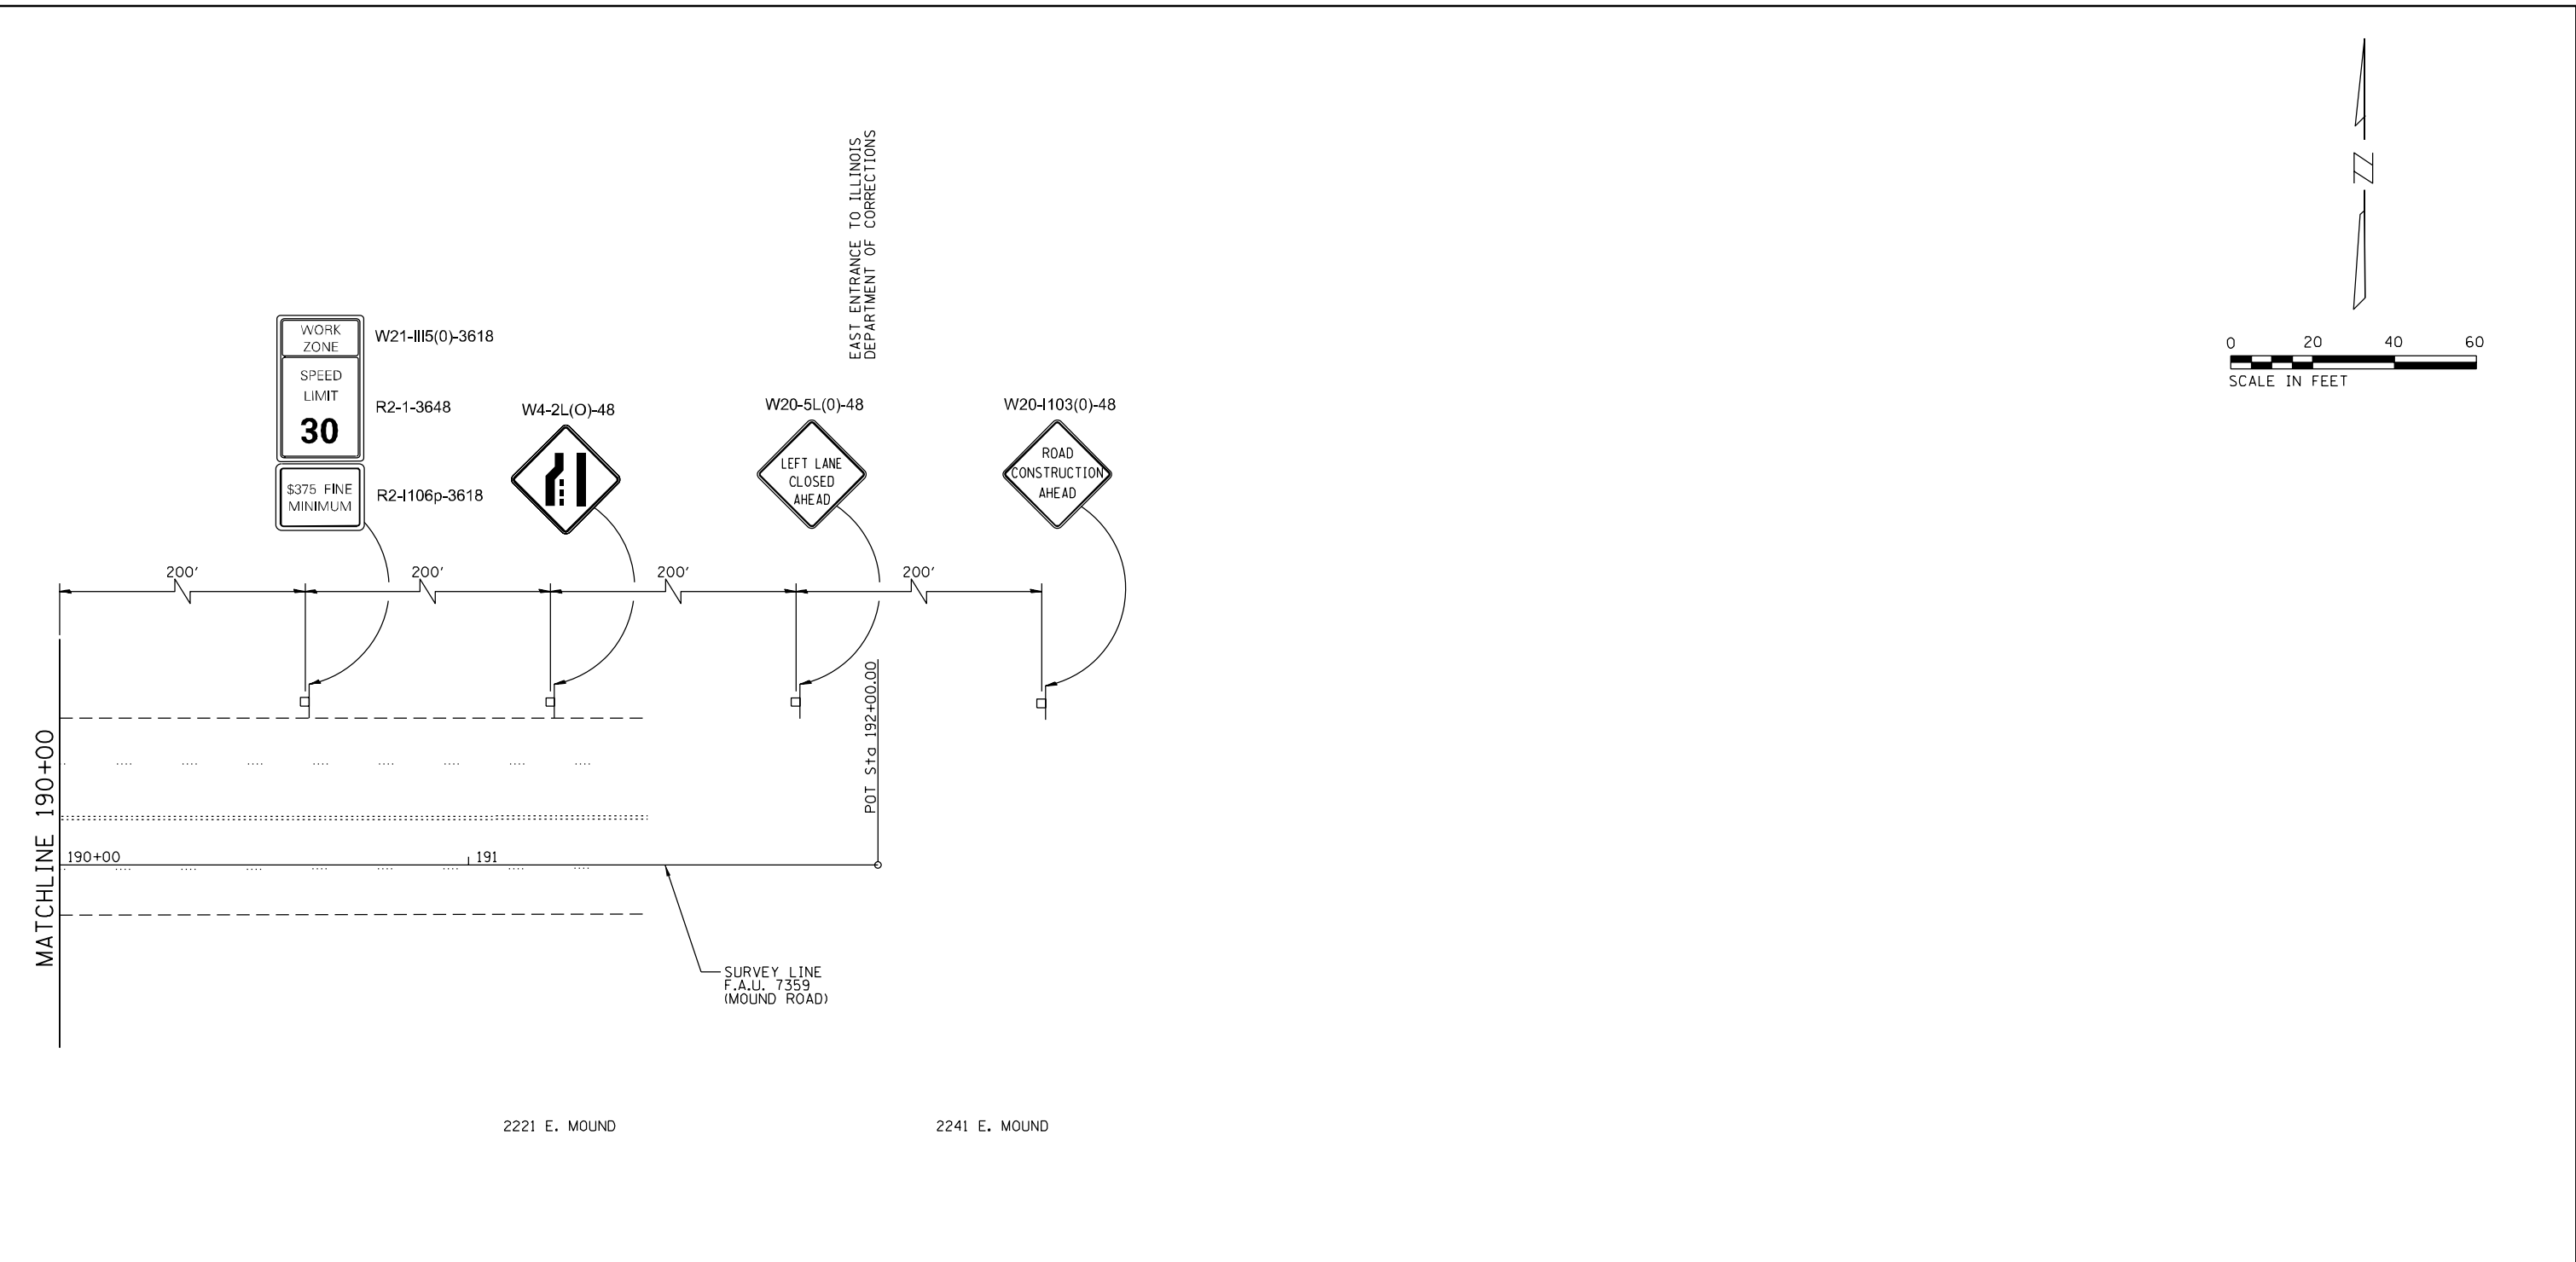 EAST ENTRANCE TO ILLINOIS
DEPARTMENT OF CORRECTIONS
Z
0 20 40 60
SCALE IN FEET
WORK
ZONE
W21-III5(0)-3618
SPEED
LIMIT
30
R2-1-3648
$375 FINE
MINIMUM
R2-I106p-3618
W4-2L(O)-48
W20-5L(0)-48
LEFT LANE
CLOSED
AHEAD
W20-I103(0)-48
ROAD
CONSTRUCTION
AHEAD
200'
200'
200'
200'
MATCHLINE 190+00
190+00
191
POT Sta 192+00.00
SURVEY LINE
F.A.U. 7359
(MOUND ROAD)
2221 E. MOUND
2241 E. MOUND